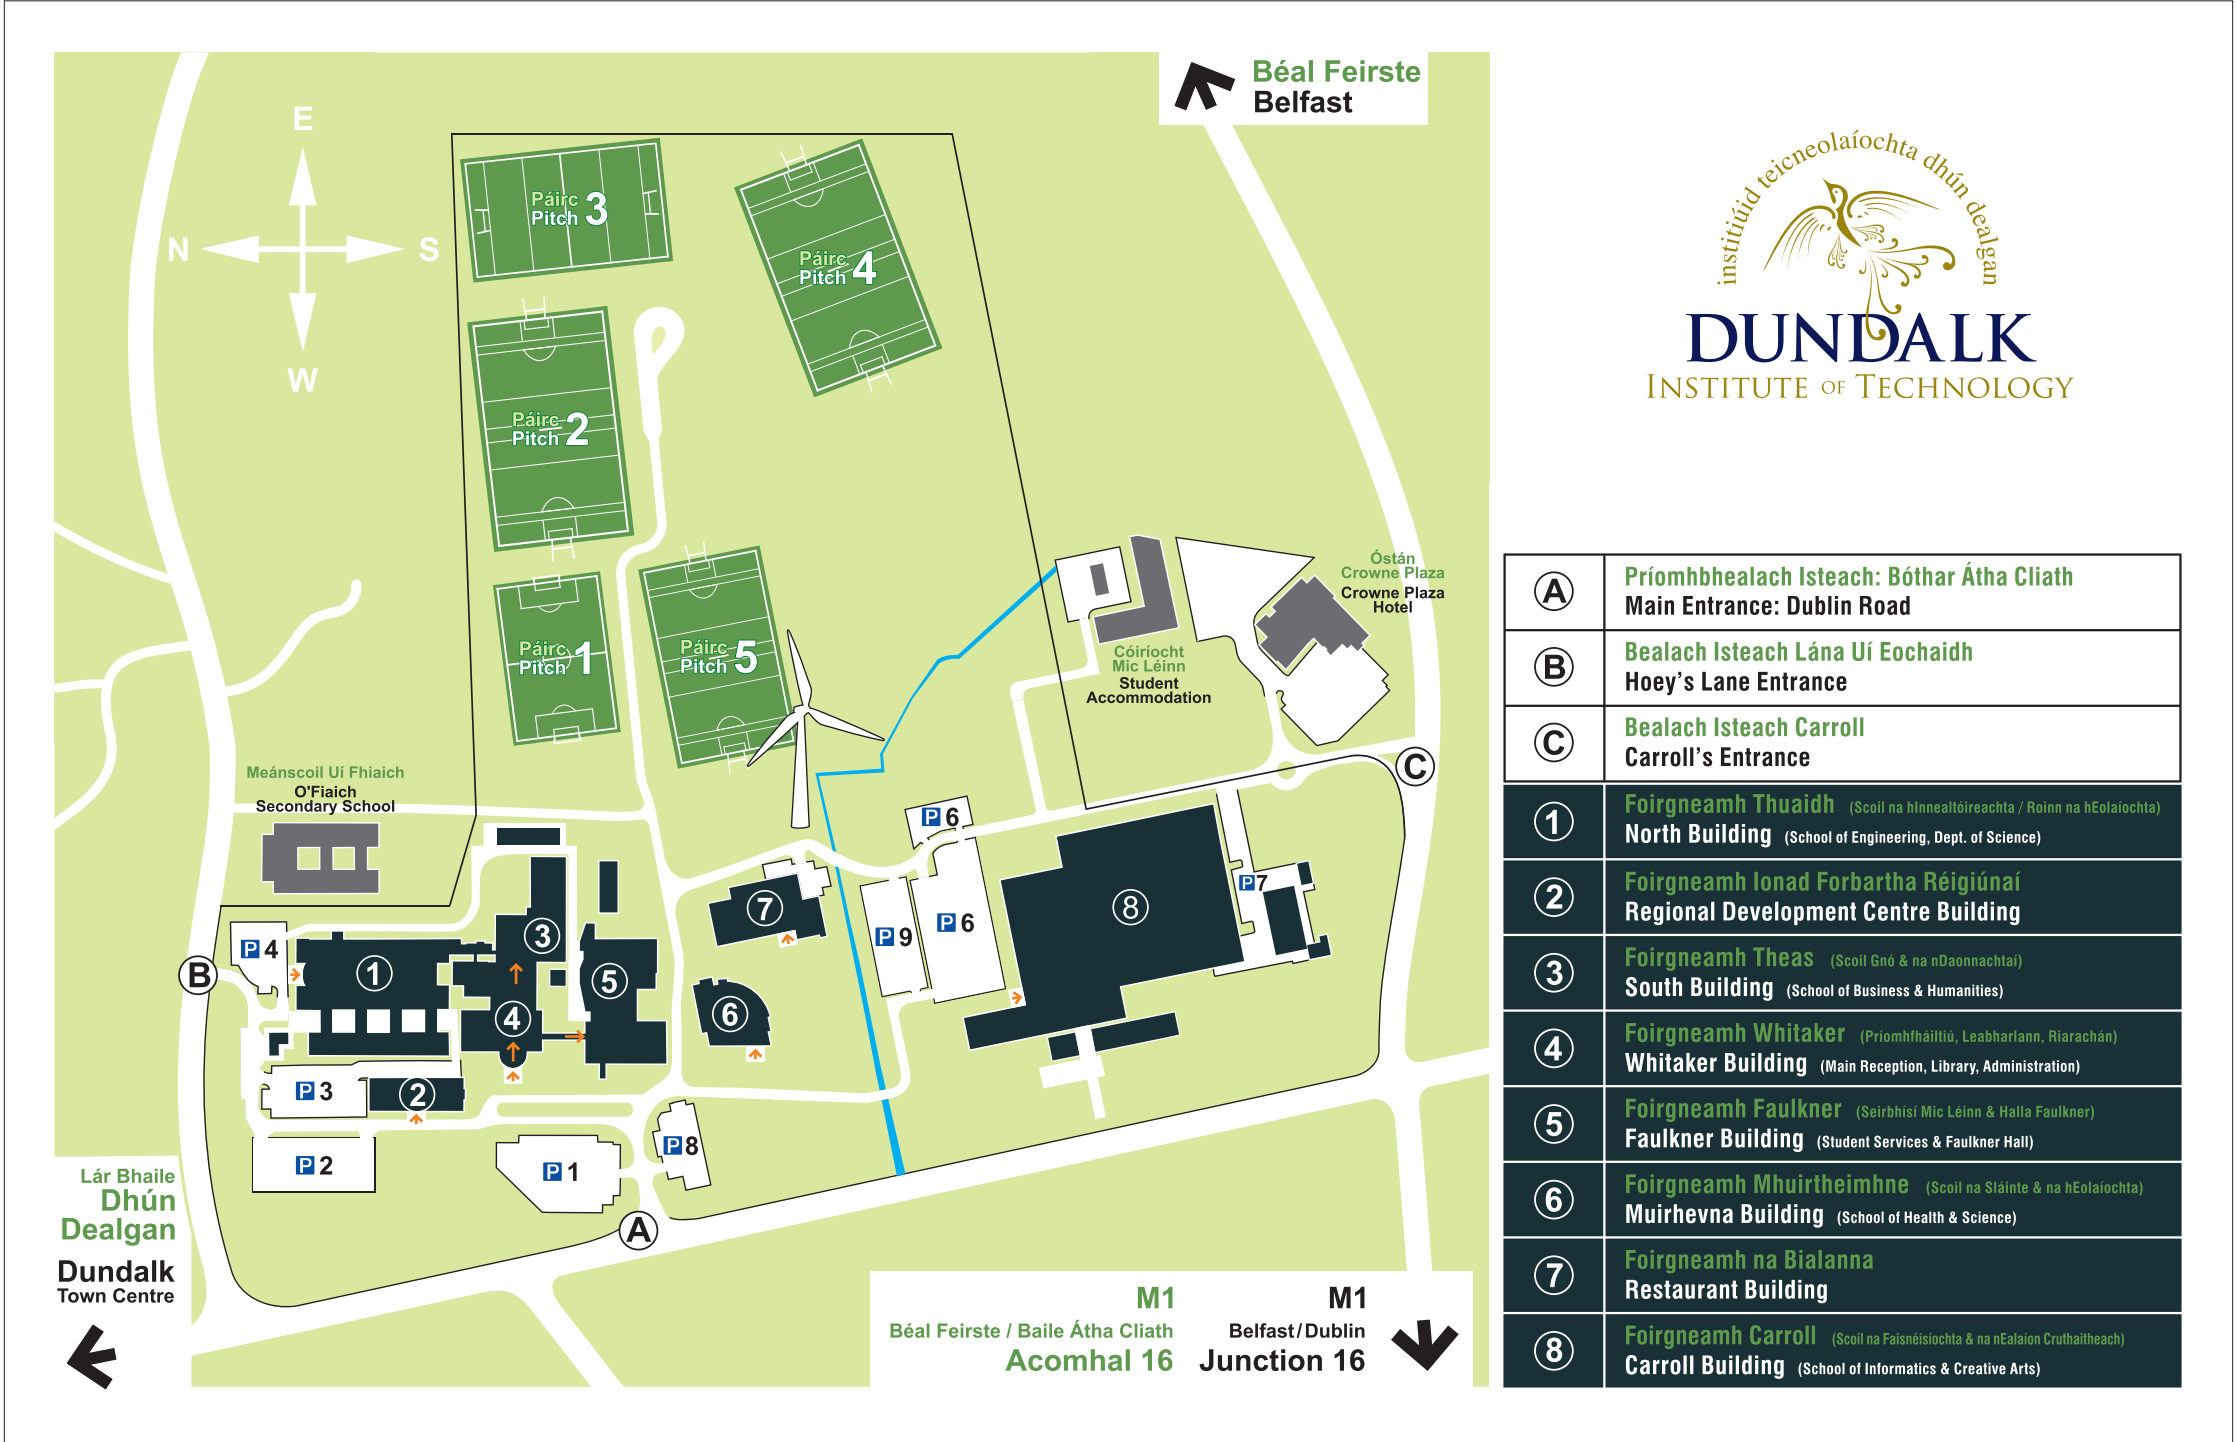 Béal Feirste
Belfast
E
N
S
W
Páirc
Pitch 3
Páirc
Pitch 4
Páirc
Pitch 2
Páirc
Pitch 1
Páirc
Pitch 5
Óstán
Crowne Plaza
Crowne Plaza
Hotel
Cóiríocht
Mic Léinn
Student
Accommodation
Meánscoil Uí Fhiaich
O'Fiaich
Secondary School
C
P 6
P 7
7
8
P 9
P 6
P 4
B
1
3
5
4
6
P 3
2
P 2
P 1
P 8
A
Lár Bhaile
Dhún
Dealgan
Dundalk
Town Centre
M1
Béal Feirste / Baile Átha Cliath
Acomhal 16
M1
Belfast/Dublin
Junction 16
institiúid teicneolaíochta dhún dealgan
DUNDALK
INSTITUTE OF TECHNOLOGY
A
Príomhbhealach Isteach: Bóthar Átha Cliath
Main Entrance: Dublin Road
B
Bealach Isteach Lána Uí Eochaidh
Hoey's Lane Entrance
C
Bealach Isteach Carroll
Carroll's Entrance
1
Foirgneamh Thuaidh (Scoil na hInnealtóireachta / Roinn na hEolaíochta)
North Building (School of Engineering, Dept. of Science)
2
Foirgneamh Ionad Forbartha Réigiúnaí
Regional Development Centre Building
3
Foirgneamh Theas (Scoil Gnó & na nDaonnachtaí)
South Building (School of Business & Humanities)
4
Foirgneamh Whitaker (Príomhfháiltiú, Leabharlann, Riarachán)
Whitaker Building (Main Reception, Library, Administration)
5
Foirgneamh Faulkner (Seirbhísí Mic Léinn & Halla Faulkner)
Faulkner Building (Student Services & Faulkner Hall)
6
Foirgneamh Mhuirtheimhne (Scoil na Sláinte & na hEolaíochta)
Muirhevna Building (School of Health & Science)
7
Foirgneamh na Bialanna
Restaurant Building
8
Foirgneamh Carroll (Scoil na Faisnéisíochta & na nEalaíon Cruthaitheach)
Carroll Building (School of Informatics & Creative Arts)